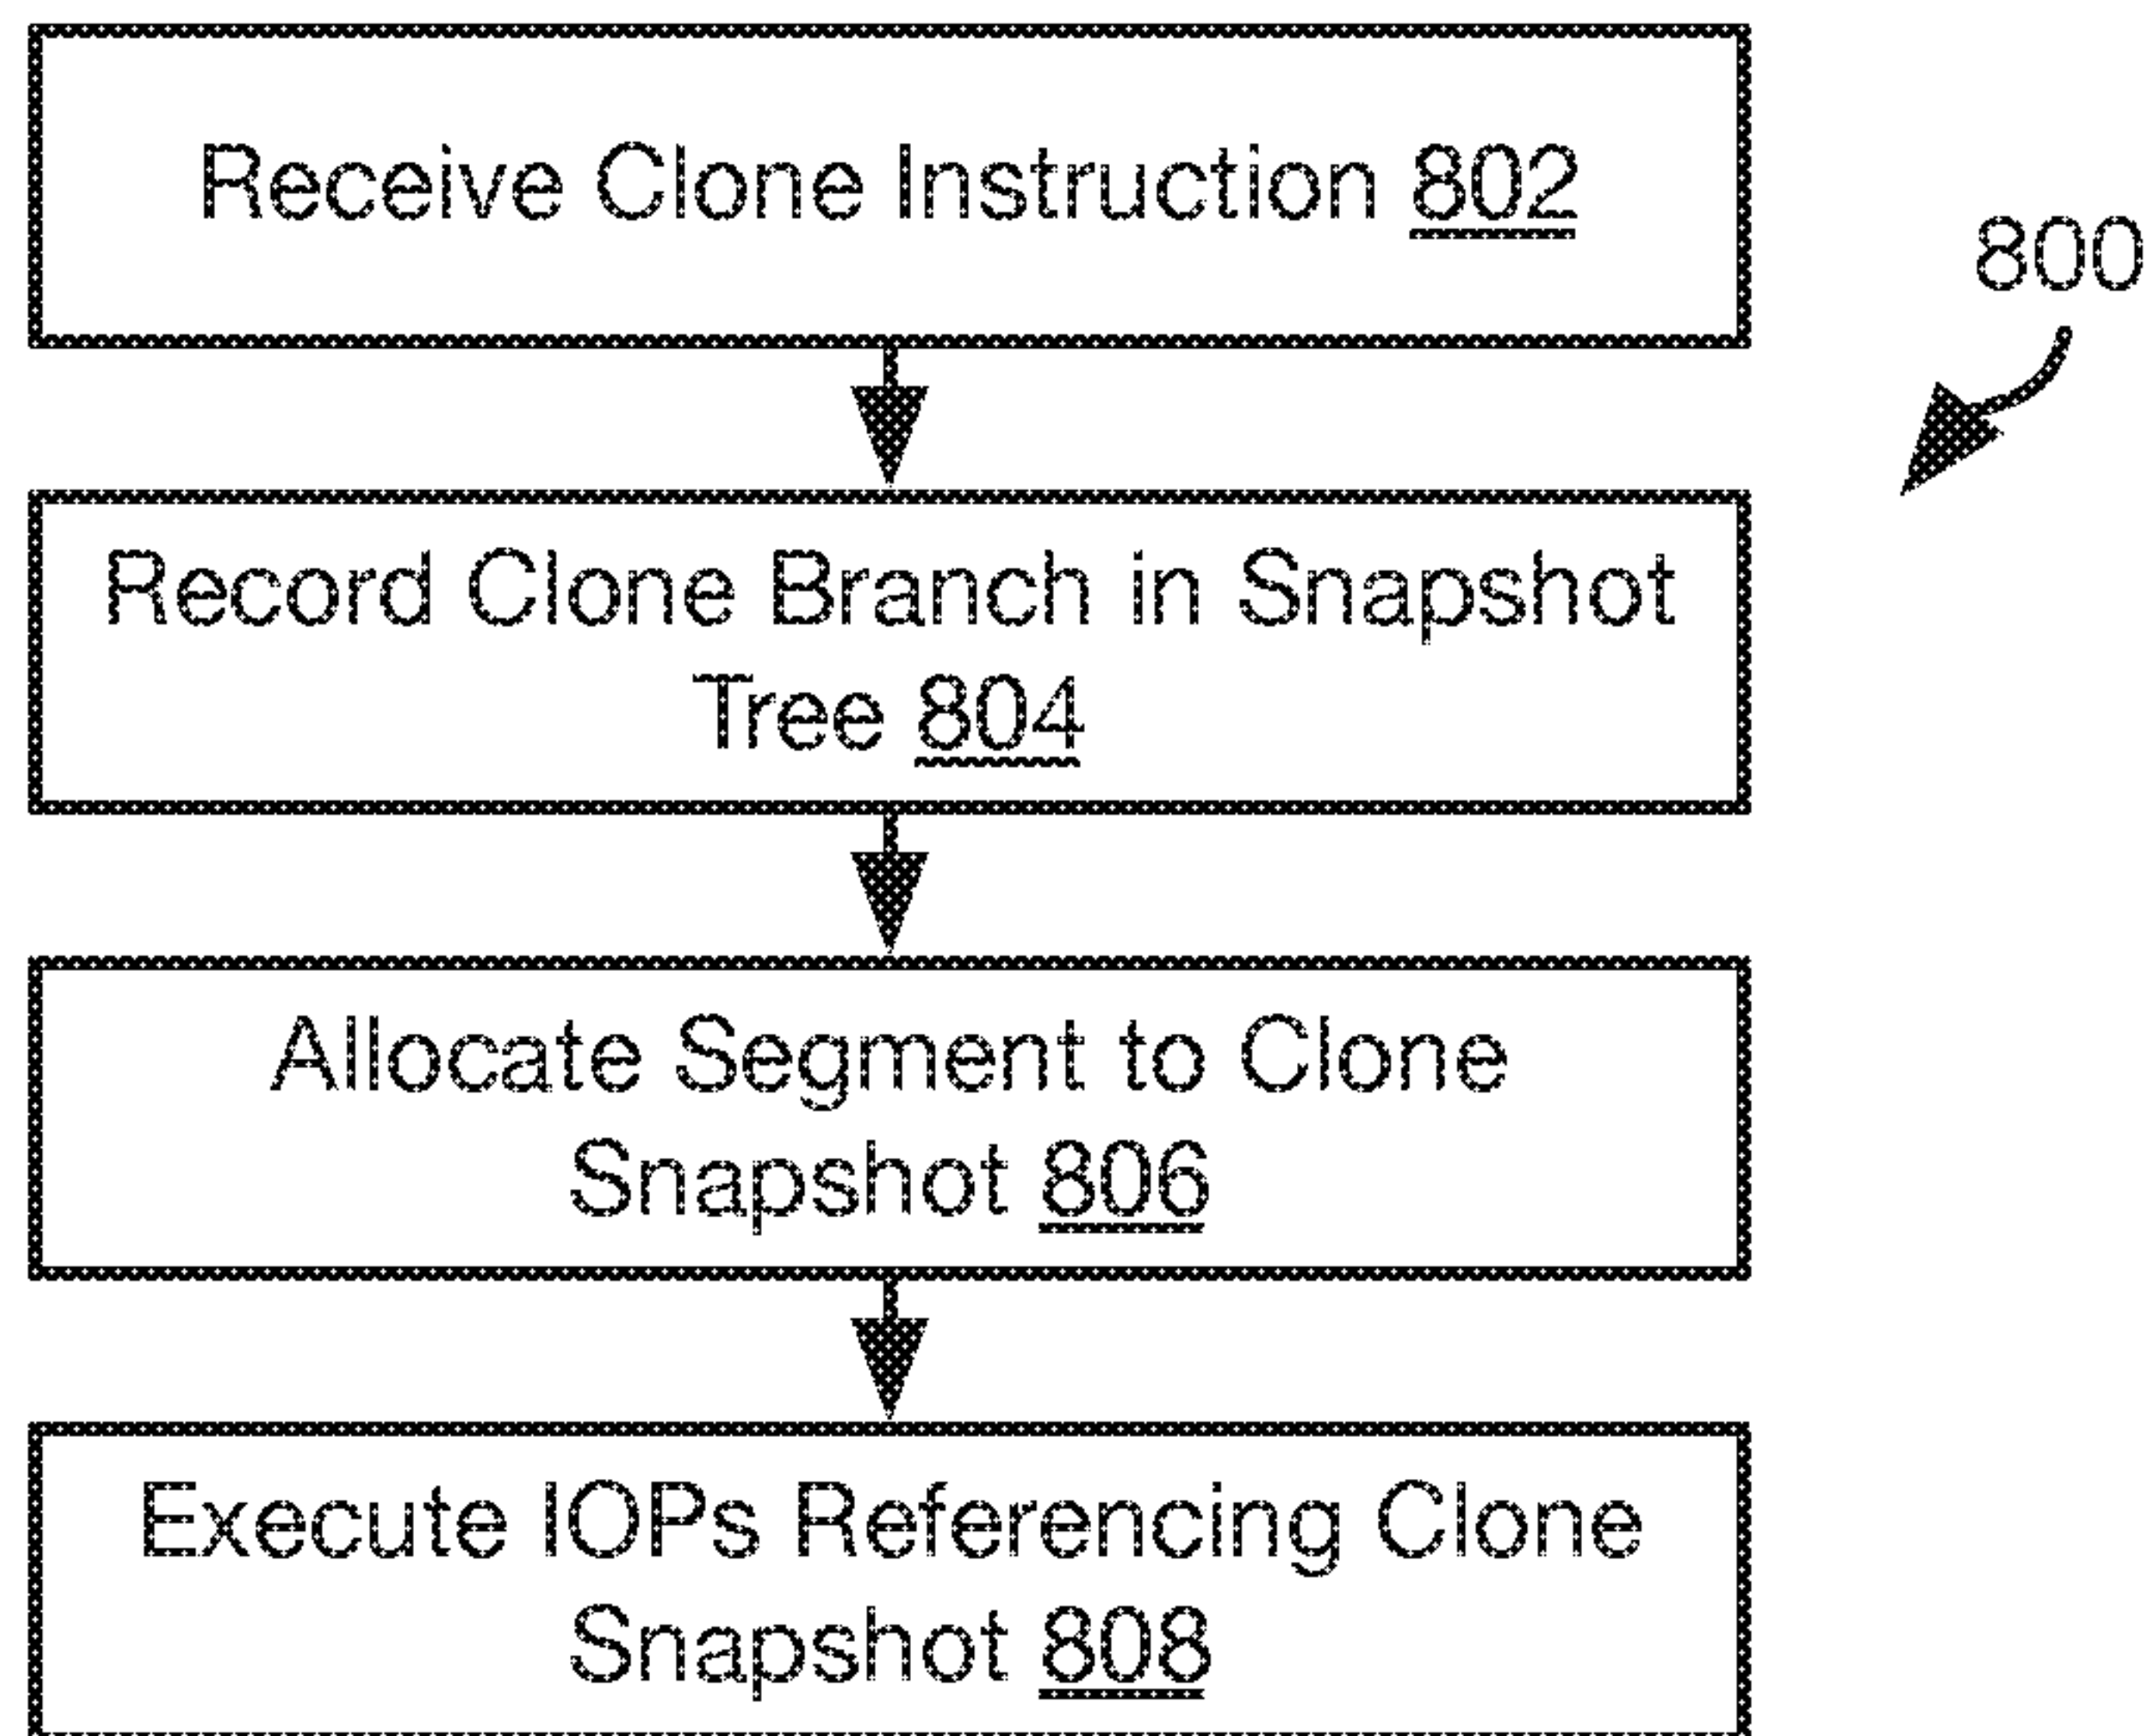 Receive Clone Instruction 802
800
Record Clone Branch in Snapshot
Tree 804
Allocate Segment to Clone
Snapshot 806
Execute IOPs Referencing Clone
Snapshot 808